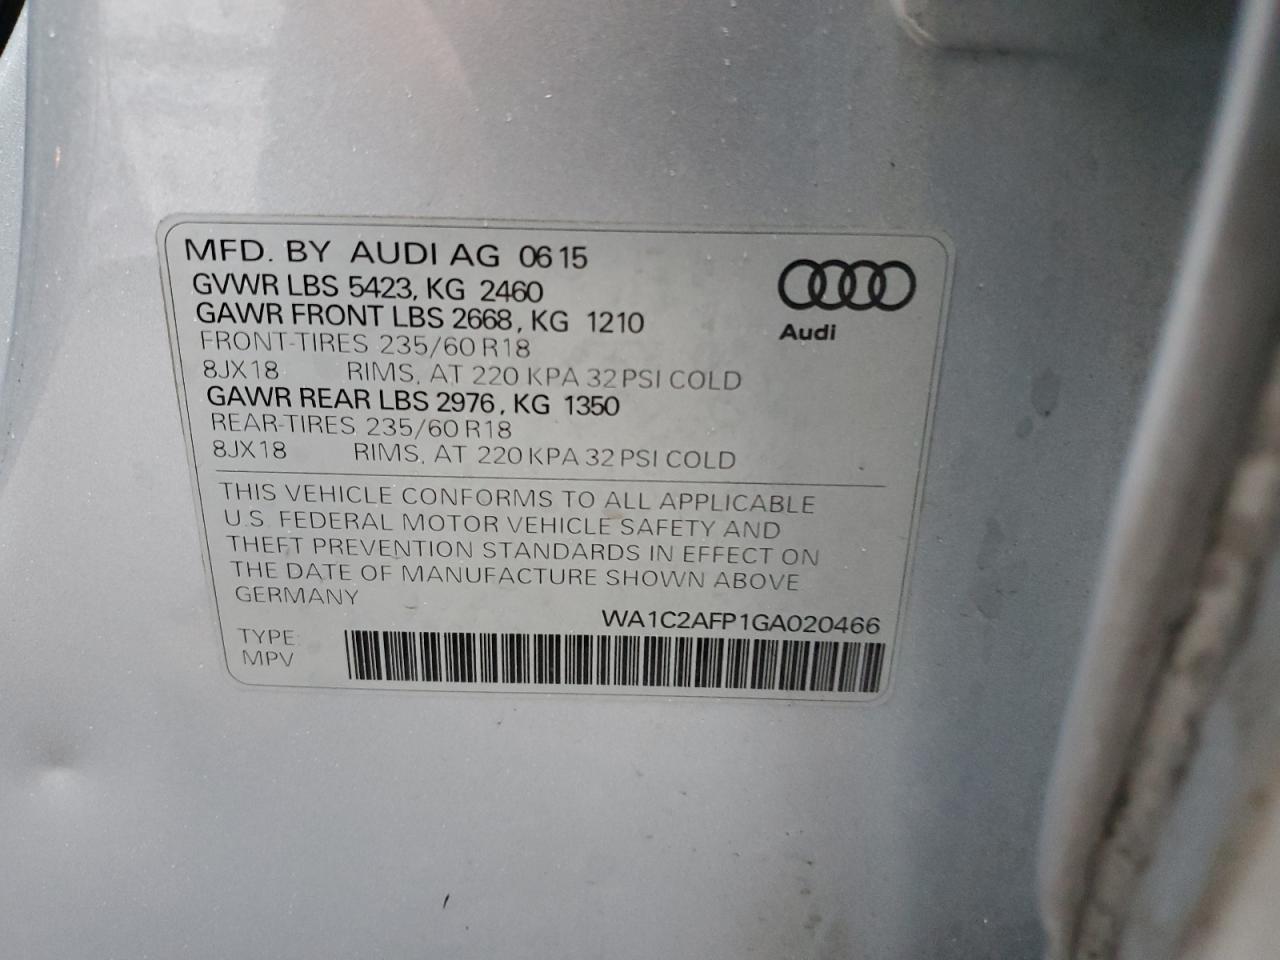 MFD. BY AUDI AG 06 15
GVWR LBS 5423, KG 2460
GAWR FRONT LBS 2668, KG 1210
FRONT-TIRES 235/60 R18
8JX18 RIMS, AT 220 KPA 32 PSI COLD
GAWR REAR LBS 2976, KG 1350
REAR-TIRES 235/60 R18
8JX18 RIMS, AT 220 KPA 32 PSI COLD
Audi
THIS VEHICLE CONFORMS TO ALL APPLICABLE
U.S. FEDERAL MOTOR VEHICLE SAFETY AND
THEFT PREVENTION STANDARDS IN EFFECT ON
THE DATE OF MANUFACTURE SHOWN ABOVE
GERMANY
WA1C2AFP1GA020466
TYPE:
MPV